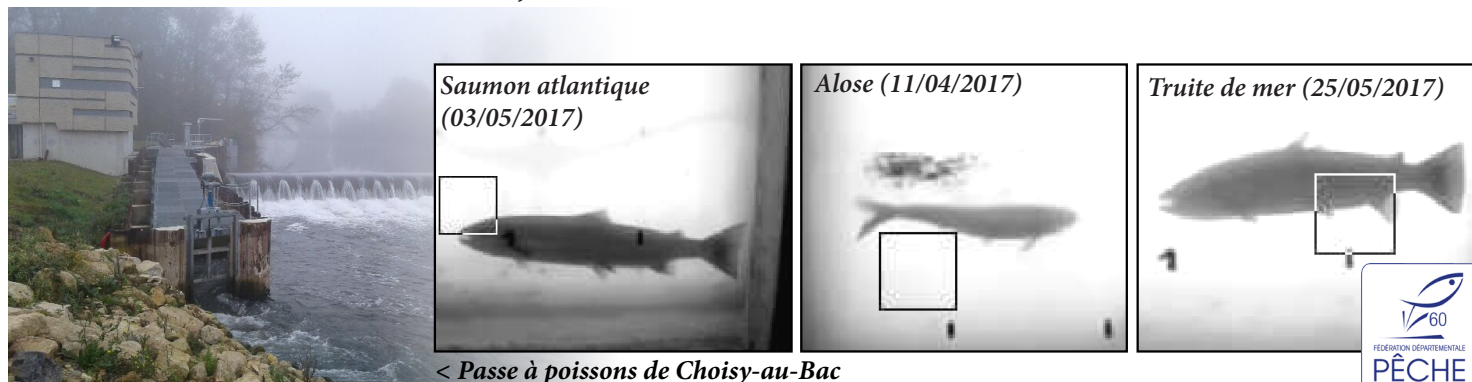 Saumon atlantique
(03/05/2017)
Alose (11/04/2017)
Truite de mer (25/05/2017)
< Passe à poissons de Choisy-au-Bac
60
FÉDÉRATION DÉPARTEMENTALE
PÊCHE